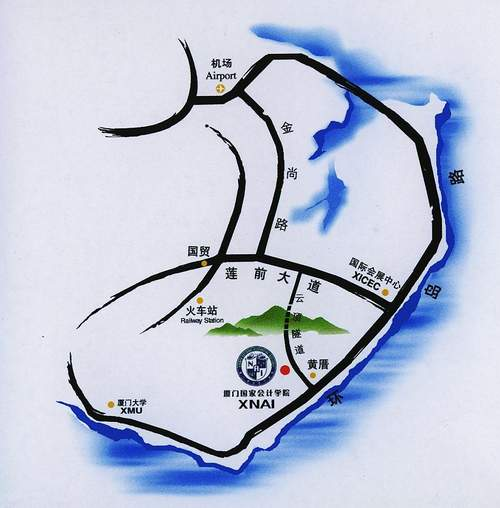 机场
Airport
金尚路
环岛路
国贸
莲前大道
国际会展中心
XICEC
云顶隧道
火车站
Railway Station
黄厝
厦门国家会计学院
XNAI
厦门大学
XMU